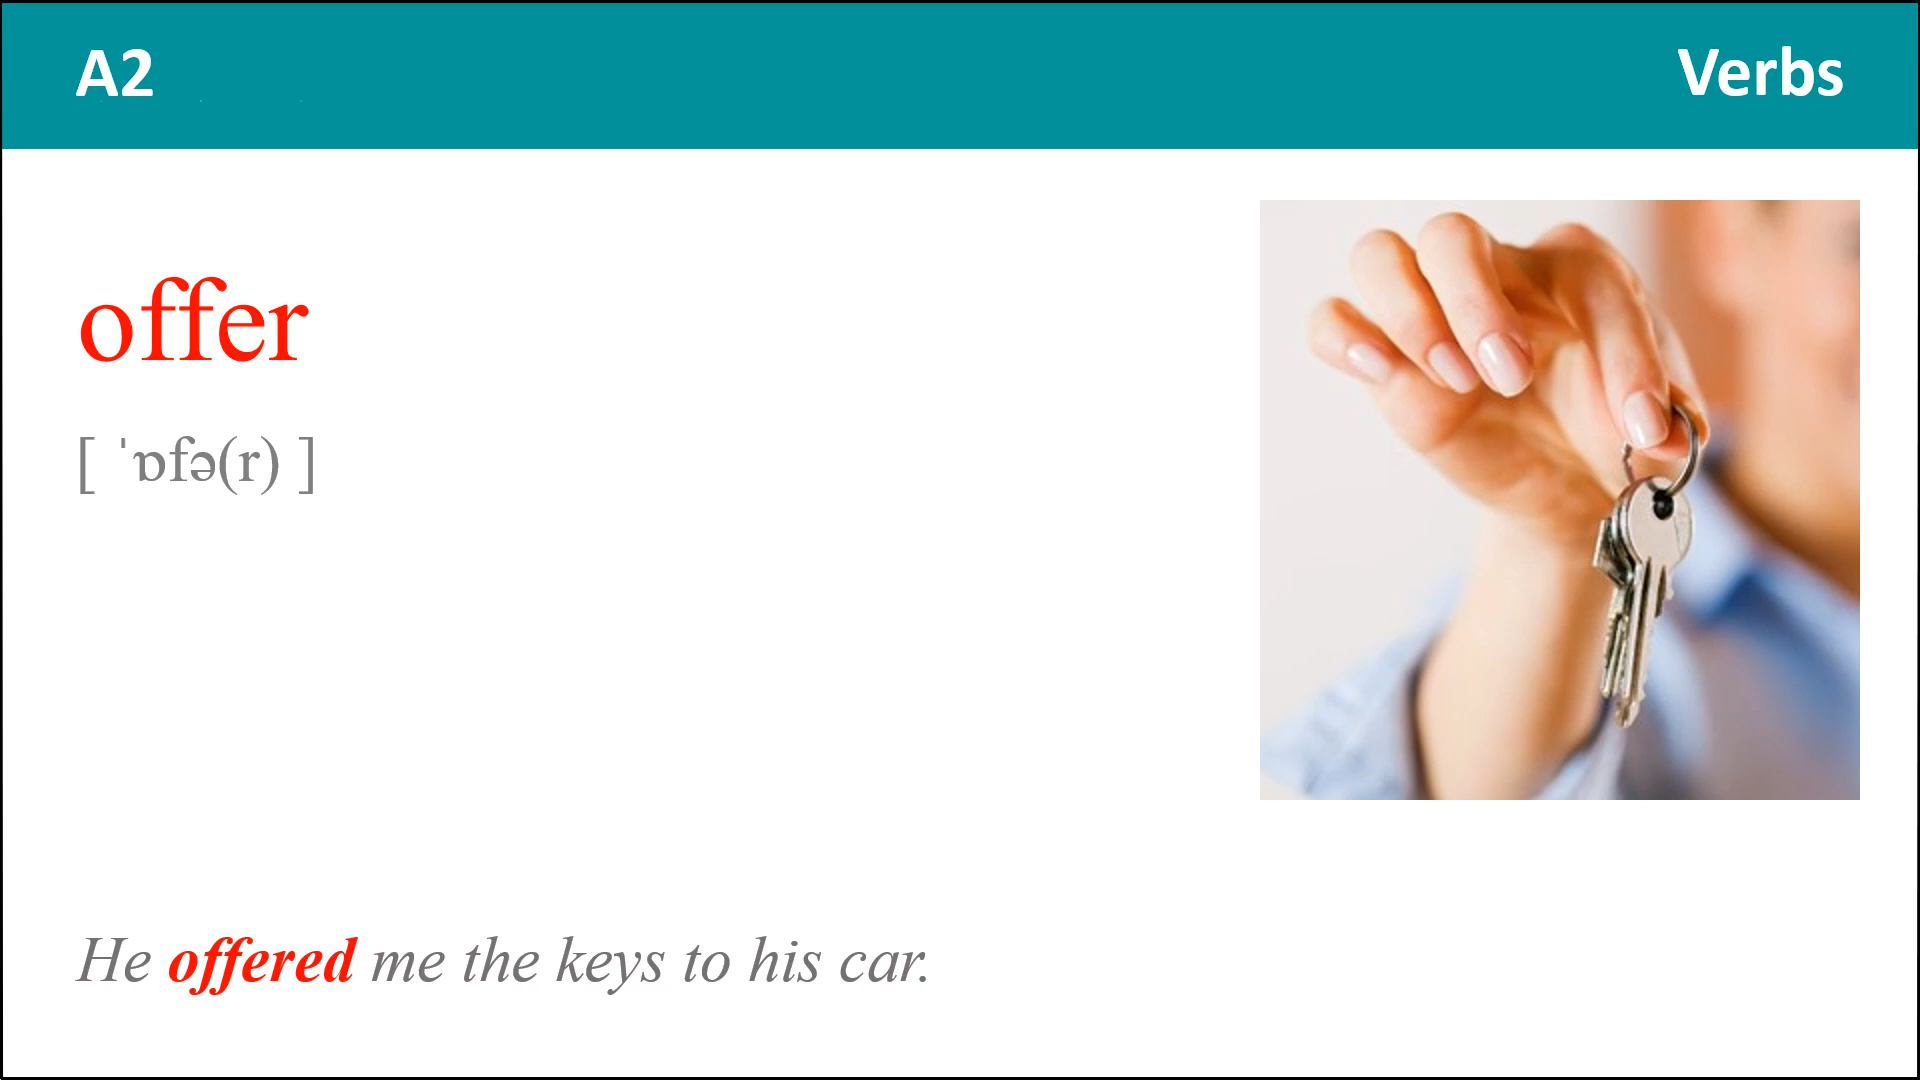 A2
Verbs
offer
[ ˈɒfə(r) ]
He offered me the keys to his car.